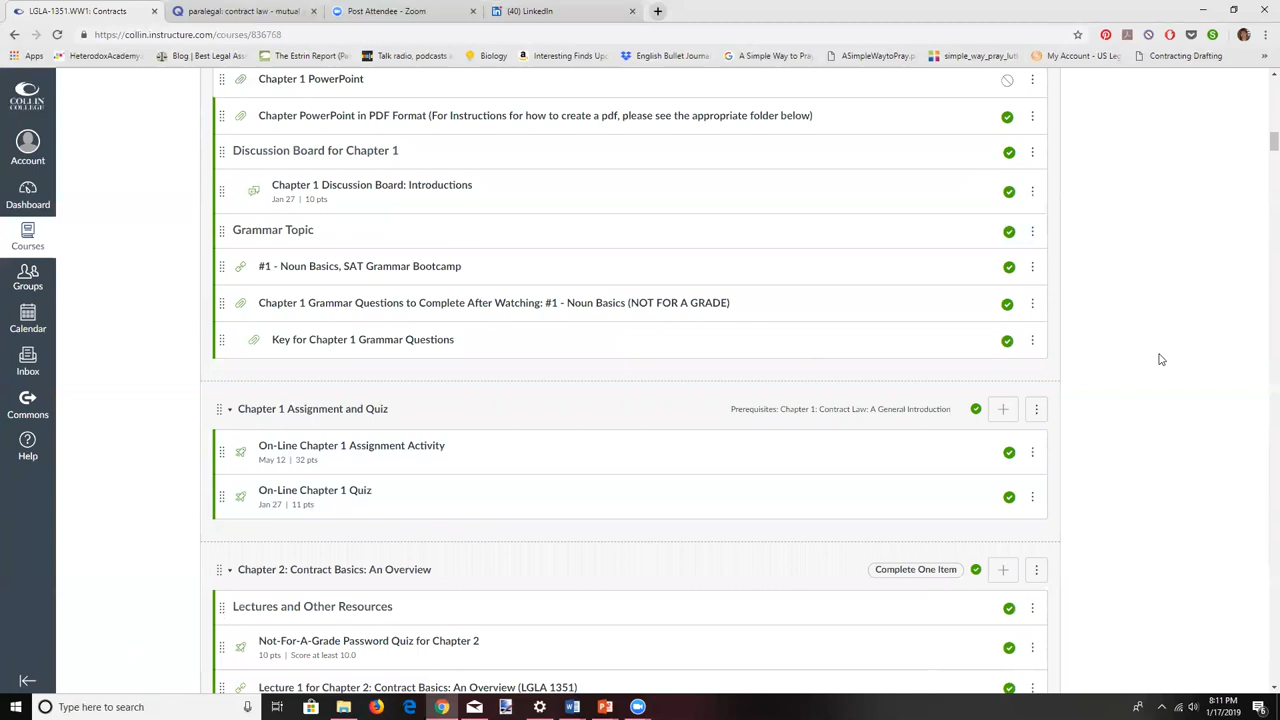 LGLA-1351.WW1: Contracts
paralegal: contract law - mutual
Post Attendee - Zoom
(40) LinkedIn
https://collin.instructure.com/courses/836768
Apps
HeterodoxAcademy
Blog | Best Legal Asst
The Estrin Report (Pu
Talk radio, podcasts &
Biology
Interesting Finds Upc
English Bullet Journal
A Simple Way to Pray
ASimpleWaytoPray.p
simple_way_pray_luth
My Account - US Leg
Contracting Drafting
COLLIN
COLLEGE
Account
Dashboard
Courses
Groups
Calendar
Inbox
Commons
Help
Chapter 1 PowerPoint
Chapter PowerPoint in PDF Format (For Instructions for how to create a pdf, please see the appropriate folder below)
Discussion Board for Chapter 1
Chapter 1 Discussion Board: Introductions
Jan 27 | 10 pts
Grammar Topic
#1 - Noun Basics, SAT Grammar Bootcamp
Chapter 1 Grammar Questions to Complete After Watching: #1 - Noun Basics (NOT FOR A GRADE)
Key for Chapter 1 Grammar Questions
Chapter 1 Assignment and Quiz
Prerequisites: Chapter 1: Contract Law: A General Introduction
On-Line Chapter 1 Assignment Activity
May 12 | 32 pts
On-Line Chapter 1 Quiz
Jan 27 | 11 pts
Chapter 2: Contract Basics: An Overview
Complete One Item
Lectures and Other Resources
Not-For-A-Grade Password Quiz for Chapter 2
10 pts | Score at least 10.0
Lecture 1 for Chapter 2: Contract Basics: An Overview (LGLA 1351)
Type here to search
8:11 PM
1/17/2019